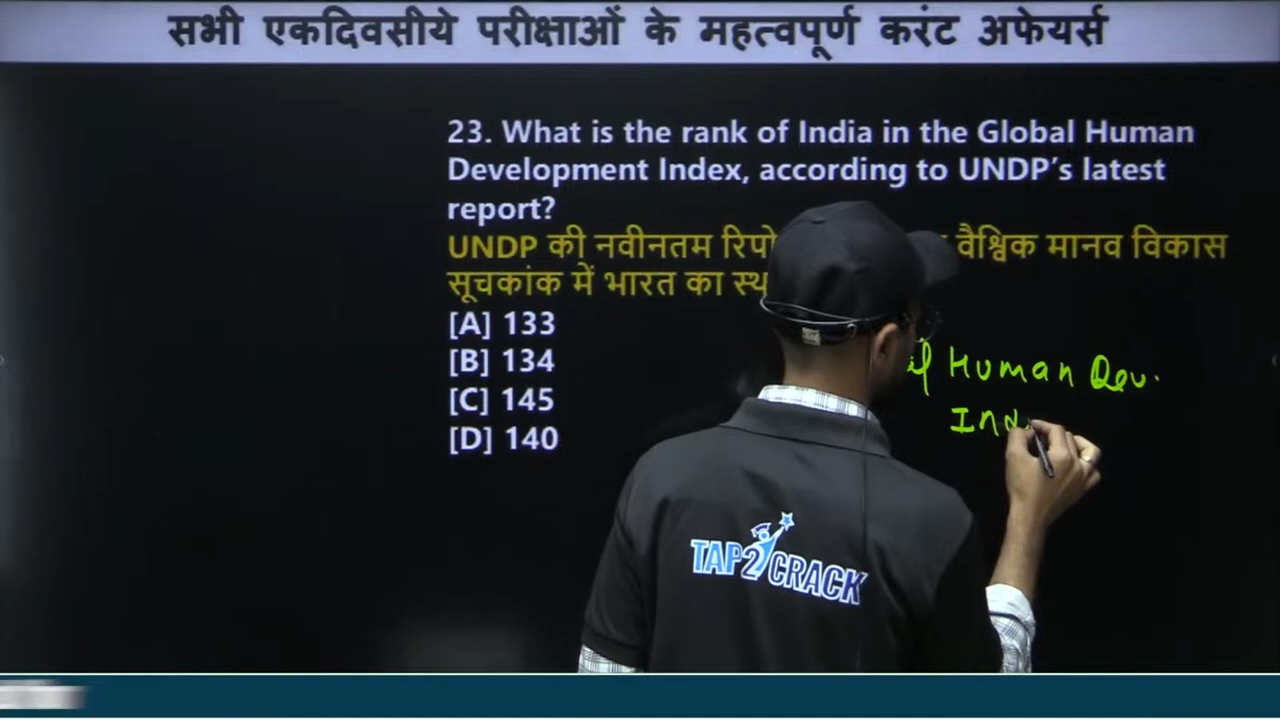 सभी एकदिवसीये परीक्षाओं के महत्वपूर्ण करंट अफेयर्स
23. What is the rank of India in the Global Human
Development Index, according to UNDP's latest
report?
UNDP की नवीनतम वैश्विक मानव विकास
सूचकांक में भारत का
[A] 133
[B] 134
[C] 145
[D] 140
Human Dev.
TAP2CRACK